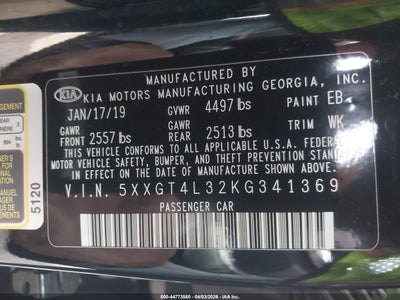 MANUFACTURED BY
KIA KIA MOTORS MANUFACTURING GEORGIA, INC.
JAN/17/19 GVWR 4497 lbs PAINT EB
GAWR FRONT 2557 lbs GAWR REAR 2513 lbs TRIM WK
THIS VEHICLE CONFORMS TO ALL APPLICABLE U.S.A. FEDERAL
MOTOR VEHICLE SAFETY, BUMPER, AND THEFT PREVENTION STANDARDS
IN EFFECT ON THE DATE OF MANUFACTURE SHOWN ABOVE.
V.I.N. 5XXGT4L32KG341369
PASSENGER CAR
5120
000-44773560 - 04/03/2026 - IAA Inc.